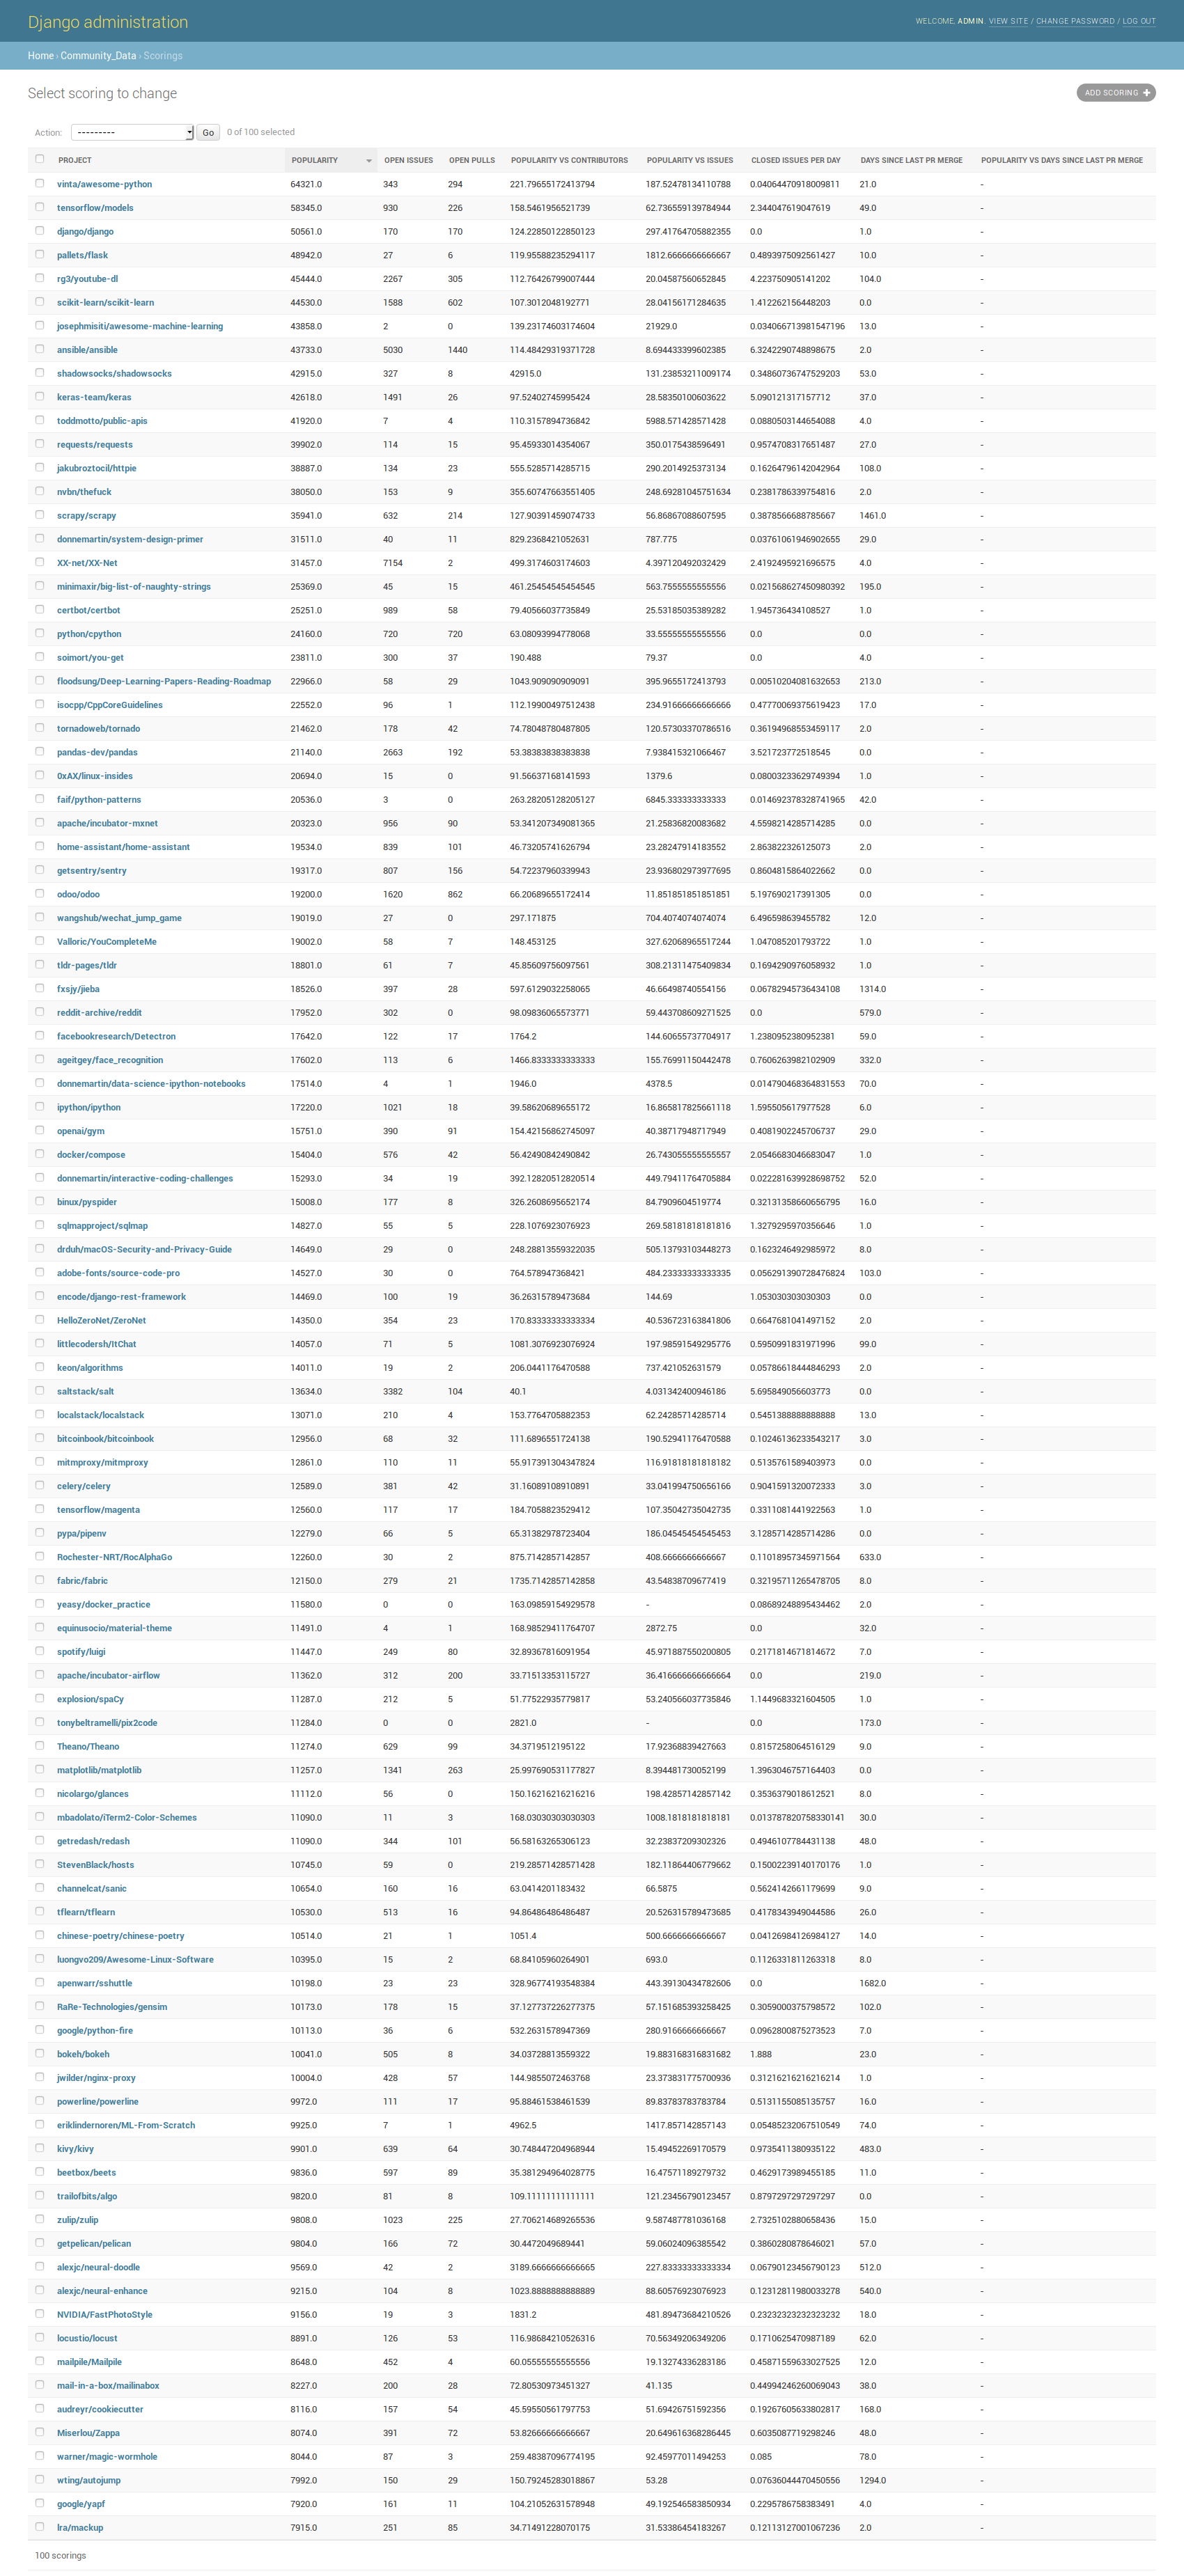 Django administration
WELCOME, ADMIN. VIEW SITE / CHANGE PASSWORD / LOG OUT
Home › Community_Data › Scorings
Select scoring to change
ADD SCORING +
Action: --------- Go 0 of 100 selected
PROJECT POPULARITY OPEN ISSUES OPEN PULLS POPULARITY VS CONTRIBUTORS POPULARITY VS ISSUES CLOSED ISSUES PER DAY DAYS SINCE LAST PR MERGE POPULARITY VS DAYS SINCE LAST PR MERGE
vinta/awesome-python 64321.0 343 294 221.79655172413794 187.52478134110788 0.04064470918009811 21.0 -
tensorflow/models 58345.0 930 226 158.5461956521739 62.736559139784944 2.344047619047619 49.0 -
django/django 50561.0 170 170 124.22850122850123 297.41764705882355 0.0 1.0 -
pallets/flask 48942.0 27 6 119.95588235294117 1812.6666666666667 0.4893975092561427 10.0 -
rg3/youtube-dl 45444.0 2267 305 112.76426799007444 20.04587560652845 4.223750905141202 104.0 -
scikit-learn/scikit-learn 44530.0 1588 602 107.3012048192771 28.04156171284635 1.412262156448203 0.0 -
josephmisiti/awesome-machine-learning 43858.0 2 0 139.23174603174604 21929.0 0.034066713981547196 13.0 -
ansible/ansible 43733.0 5030 1440 114.48429319371728 8.694433399602385 6.3242290748898675 2.0 -
shadowsocks/shadowsocks 42915.0 327 8 42915.0 131.23853211009174 0.34860736747529203 53.0 -
keras-team/keras 42618.0 1491 26 97.52402745995424 28.58350100603622 5.090121317157712 37.0 -
toddmotto/public-apis 41920.0 7 4 110.3157894736842 5988.571428571428 0.0880503144654088 4.0 -
requests/requests 39902.0 114 15 95.45933014354067 350.0175438596491 0.9574708317651487 27.0 -
jakubroztocil/httpie 38887.0 134 23 555.5285714285715 290.2014925373134 0.16264796142042964 108.0 -
nvbn/thefuck 38050.0 153 9 355.60747663551405 248.69281045751634 0.2381786339754816 2.0 -
scrapy/scrapy 35941.0 632 214 127.90391459074733 56.86867088607595 0.3878566688785667 1461.0 -
donnemartin/system-design-primer 31511.0 40 11 829.2368421052631 787.775 0.03761061946902655 29.0 -
XX-net/XX-Net 31457.0 7154 2 499.3174603174603 4.397120492032429 2.4192495921696575 4.0 -
minimaxir/big-list-of-naughty-strings 25369.0 45 15 461.25454545454545 563.7555555555556 0.021568627450980392 195.0 -
certbot/certbot 25251.0 989 58 79.40566037735849 25.53185035389282 1.945736434108527 1.0 -
python/cpython 24160.0 720 720 63.08093994778068 33.55555555555556 0.0 0.0 -
soimort/you-get 23811.0 300 37 190.488 79.37 0.0 4.0 -
floodsung/Deep-Learning-Papers-Reading-Roadmap 22966.0 58 29 1043.909090909091 395.9655172413793 0.00510204081632653 213.0 -
isocpp/CppCoreGuidelines 22552.0 96 1 112.19900497512438 234.91666666666666 0.47770069375619423 17.0 -
tornadoweb/tornado 21462.0 178 42 74.78048780487805 120.57303370786516 0.36194968553459117 2.0 -
pandas-dev/pandas 21140.0 2663 192 53.38383838383838 7.938415321066467 3.521723772518545 0.0 -
0xAX/linux-insides 20694.0 15 0 91.56637168141593 1379.6 0.08003233629749394 1.0 -
faif/python-patterns 20536.0 3 0 263.28205128205127 6845.333333333333 0.014692378328741965 42.0 -
apache/incubator-mxnet 20323.0 956 90 53.341207349081365 21.25836820083682 4.5598214285714285 0.0 -
home-assistant/home-assistant 19534.0 839 101 46.73205741626794 23.28247914183552 2.863822326125073 2.0 -
getsentry/sentry 19317.0 807 156 54.72237960339943 23.936802973977695 0.8604815864022662 0.0 -
odoo/odoo 19200.0 1620 862 66.20689655172414 11.851851851851851 5.197690217391305 0.0 -
wangshub/wechat_jump_game 19019.0 27 0 297.171875 704.4074074074074 6.496598639455782 12.0 -
Valloric/YouCompleteMe 19002.0 58 7 148.453125 327.62068965517244 1.047085201793722 1.0 -
tldr-pages/tldr 18801.0 61 7 45.85609756097561 308.21311475409834 0.1694290976058932 1.0 -
fxsjy/jieba 18526.0 397 28 597.6129032258065 46.66498740554156 0.06782945736434108 1314.0 -
reddit-archive/reddit 17952.0 302 0 98.09836065573771 59.443708609271525 0.0 579.0 -
facebookresearch/Detectron 17642.0 122 17 1764.2 144.60655737704917 1.2380952380952381 59.0 -
ageitgey/face_recognition 17602.0 113 6 1466.8333333333333 155.76991150442478 0.7606263982102909 332.0 -
donnemartin/data-science-ipython-notebooks 17514.0 4 1 1946.0 4378.5 0.014790468364831553 70.0 -
ipython/ipython 17220.0 1021 18 39.58620689655172 16.865817825661118 1.595505617977528 6.0 -
openai/gym 15751.0 390 91 154.42156862745097 40.38717948717949 0.4081902245706737 29.0 -
docker/compose 15404.0 576 42 56.42490842490842 26.743055555555557 2.0546683046683047 1.0 -
donnemartin/interactive-coding-challenges 15293.0 34 19 392.12820512820514 449.79411764705884 0.022281639928698752 52.0 -
binux/pyspider 15008.0 177 8 326.2608695652174 84.7909604519774 0.32131358660656795 16.0 -
sqlmapproject/sqlmap 14827.0 55 5 228.1076923076923 269.58181818181816 1.3279295970356646 1.0 -
drduh/macOS-Security-and-Privacy-Guide 14649.0 29 0 248.28813559322035 505.13793103448273 0.1623246492985972 8.0 -
adobe-fonts/source-code-pro 14527.0 30 0 764.578947368421 484.23333333333335 0.056291390728476824 103.0 -
encode/django-rest-framework 14469.0 100 19 36.26315789473684 144.69 1.053030303030303 0.0 -
HelloZeroNet/ZeroNet 14350.0 354 23 170.83333333333334 40.536723163841806 0.6647681041497152 2.0 -
littlecodersh/ItChat 14057.0 71 5 1081.3076923076924 197.98591549295776 0.5950991831971996 99.0 -
keon/algorithms 14011.0 19 2 206.0441176470588 737.421052631579 0.05786618444846293 2.0 -
saltstack/salt 13634.0 3382 104 40.1 4.031342400946186 5.695849056603773 0.0 -
localstack/localstack 13071.0 210 4 153.7764705882353 62.24285714285714 0.5451388888888888 13.0 -
bitcoinbook/bitcoinbook 12956.0 68 32 111.6896551724138 190.52941176470588 0.10246136233543217 3.0 -
mitmproxy/mitmproxy 12861.0 110 11 55.917391304347824 116.91818181818182 0.5135761589403973 0.0 -
celery/celery 12589.0 381 42 31.16089108910891 33.041994750656166 0.9041591320072333 3.0 -
tensorflow/magenta 12560.0 117 17 184.7058823529412 107.35042735042735 0.3311081441922563 1.0 -
pypa/pipenv 12279.0 66 5 65.31382978723404 186.04545454545453 3.1285714285714286 0.0 -
Rochester-NRT/RocAlphaGo 12260.0 30 2 875.7142857142857 408.6666666666667 0.11018957345971564 633.0 -
fabric/fabric 12150.0 279 21 1735.7142857142858 43.54838709677419 0.32195711265478705 8.0 -
yeasy/docker_practice 11580.0 0 0 163.09859154929578 - 0.08689248895434462 2.0 -
equinusocio/material-theme 11491.0 4 1 168.98529411764707 2872.75 0.0 32.0 -
spotify/luigi 11447.0 249 80 32.89367816091954 45.971887550200805 0.2171814671814672 7.0 -
apache/incubator-airflow 11362.0 312 200 33.71513353115727 36.416666666666664 0.0 219.0 -
explosion/spaCy 11287.0 212 5 51.77522935779817 53.240566037735846 1.1449683321604505 1.0 -
tonybeltramelli/pix2code 11284.0 0 0 2821.0 - 0.0 173.0 -
Theano/Theano 11274.0 629 99 34.3719512195122 17.92368839427663 0.8157258064516129 9.0 -
matplotlib/matplotlib 11257.0 1341 263 25.997690531177827 8.394481730052199 1.3963046757164403 0.0 -
nicolargo/glances 11112.0 56 0 150.16216216216216 198.42857142857142 0.3536379018612521 8.0 -
mbadolato/iTerm2-Color-Schemes 11090.0 11 3 168.03030303030303 1008.1818181818181 0.013787820758330141 30.0 -
getredash/redash 11090.0 344 101 56.58163265306123 32.23837209302326 0.4946107784431138 48.0 -
StevenBlack/hosts 10745.0 59 0 219.28571428571428 182.11864406779662 0.15002239140170176 1.0 -
channelcat/sanic 10654.0 160 16 63.0414201183432 66.5875 0.5624142661179699 9.0 -
tflearn/tflearn 10530.0 513 16 94.86486486486487 20.526315789473685 0.4178343949044586 26.0 -
chinese-poetry/chinese-poetry 10514.0 21 1 1051.4 500.6666666666667 0.04126984126984127 14.0 -
luongvo209/Awesome-Linux-Software 10395.0 15 2 68.84105960264901 693.0 0.1126331811263318 8.0 -
apenwarr/sshuttle 10198.0 23 23 328.96774193548384 443.39130434782606 0.0 1682.0 -
RaRe-Technologies/gensim 10173.0 178 15 37.127737226277375 57.151685393258425 0.3059000375798572 102.0 -
google/python-fire 10113.0 36 6 532.2631578947369 280.9166666666667 0.0962800875273523 7.0 -
bokeh/bokeh 10041.0 505 8 34.03728813559322 19.883168316831682 1.888 23.0 -
jwilder/nginx-proxy 10004.0 428 57 144.9855072463768 23.373831775700936 0.31216216216216214 1.0 -
powerline/powerline 9972.0 111 17 95.88461538461539 89.83783783783784 0.5131155085135757 16.0 -
eriklindernoren/ML-From-Scratch 9925.0 7 1 4962.5 1417.857142857143 0.05485232067510549 74.0 -
kivy/kivy 9901.0 639 64 30.748447204968944 15.49452269170579 0.9735411380935122 483.0 -
beetbox/beets 9836.0 597 89 35.381294964028775 16.47571189279732 0.4629173989455185 11.0 -
trailofbits/algo 9820.0 81 8 109.11111111111111 121.23456790123457 0.8797297297297297 0.0 -
zulip/zulip 9808.0 1023 225 27.706214689265536 9.587487781036168 2.7325102880658436 15.0 -
getpelican/pelican 9804.0 166 72 30.4472049689441 59.06024096385542 0.3860280878646021 57.0 -
alexjc/neural-doodle 9569.0 42 2 3189.6666666666665 227.83333333333334 0.06790123456790123 512.0 -
alexjc/neural-enhance 9215.0 104 8 1023.8888888888889 88.60576923076923 0.12312811980033278 540.0 -
NVIDIA/FastPhotoStyle 9156.0 19 3 1831.2 481.89473684210526 0.23232323232323232 18.0 -
locustio/locust 8891.0 126 53 116.98684210526316 70.56349206349206 0.1710625470987189 62.0 -
mailpile/Mailpile 8648.0 452 4 60.05555555555556 19.13274336283186 0.45871559633027525 12.0 -
mail-in-a-box/mailinabox 8227.0 200 28 72.80530973451327 41.135 0.44994246260069043 38.0 -
audreyr/cookiecutter 8116.0 157 54 45.59550561797753 51.69426751592356 0.19267605633802817 168.0 -
Miserlou/Zappa 8074.0 391 72 53.82666666666667 20.649616368286445 0.6035087719298246 48.0 -
warner/magic-wormhole 8044.0 87 3 259.48387096774195 92.45977011494253 0.085 78.0 -
wting/autojump 7992.0 150 29 150.79245283018867 53.28 0.07636044470450556 1294.0 -
google/yapf 7920.0 161 11 104.21052631578948 49.192546583850934 0.2295786758383491 4.0 -
lra/mackup 7915.0 251 85 34.71491228070175 31.53386454183267 0.12113127001067236 2.0 -
100 scorings